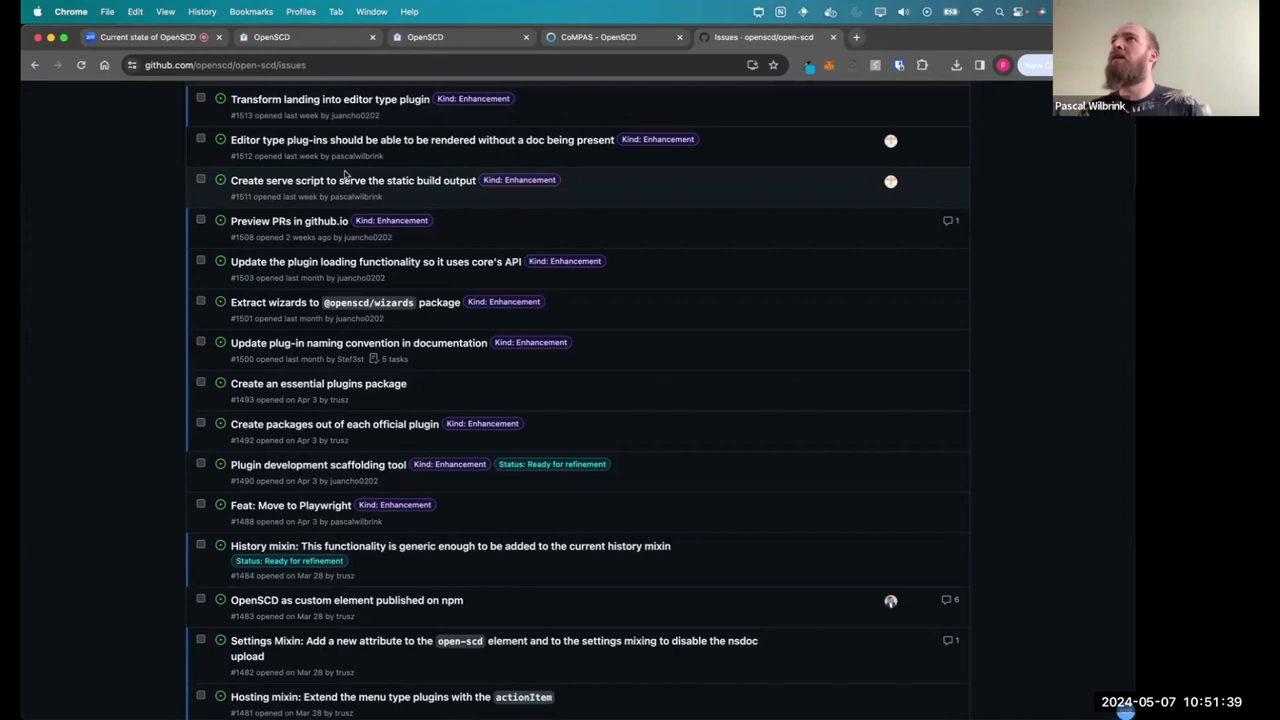 Chrome File Edit View History Bookmarks Profiles Tab Window Help
Current state of OpenSCD OpenSCD OpenSCD CoMPAS - OpenSCD Issues · openscd/open-scd
github.com/openscd/open-scd/issues
Pascal Wilbrink
Transform landing into editor type plugin Kind: Enhancement
#1513 opened last week by juancho0202
Editor type plug-ins should be able to be rendered without a doc being present Kind: Enhancement
#1512 opened last week by pascalwilbrink
Create serve script to serve the static build output Kind: Enhancement
#1511 opened last week by pascalwilbrink
Preview PRs in github.io Kind: Enhancement 1
#1508 opened 2 weeks ago by juancho0202
Update the plugin loading functionality so it uses core's API Kind: Enhancement
#1503 opened last month by juancho0202
Extract wizards to @openscd/wizards package Kind: Enhancement
#1501 opened last month by juancho0202
Update plug-in naming convention in documentation Kind: Enhancement
#1500 opened last month by Stef3st 5 tasks
Create an essential plugins package
#1493 opened on Apr 3 by trusz
Create packages out of each official plugin Kind: Enhancement
#1492 opened on Apr 3 by trusz
Plugin development scaffolding tool Kind: Enhancement Status: Ready for refinement
#1490 opened on Apr 3 by juancho0202
Feat: Move to Playwright Kind: Enhancement
#1488 opened on Apr 3 by pascalwilbrink
History mixin: This functionality is generic enough to be added to the current history mixin
Status: Ready for refinement
#1484 opened on Mar 28 by trusz
OpenSCD as custom element published on npm 6
#1483 opened on Mar 28 by trusz
Settings Mixin: Add a new attribute to the open-scd element and to the settings mixing to disable the nsdoc 1
upload
#1482 opened on Mar 28 by trusz
Hosting mixin: Extend the menu type plugins with the actionItem
#1481 opened on Mar 28 by trusz
2024-05-07 10:51:39